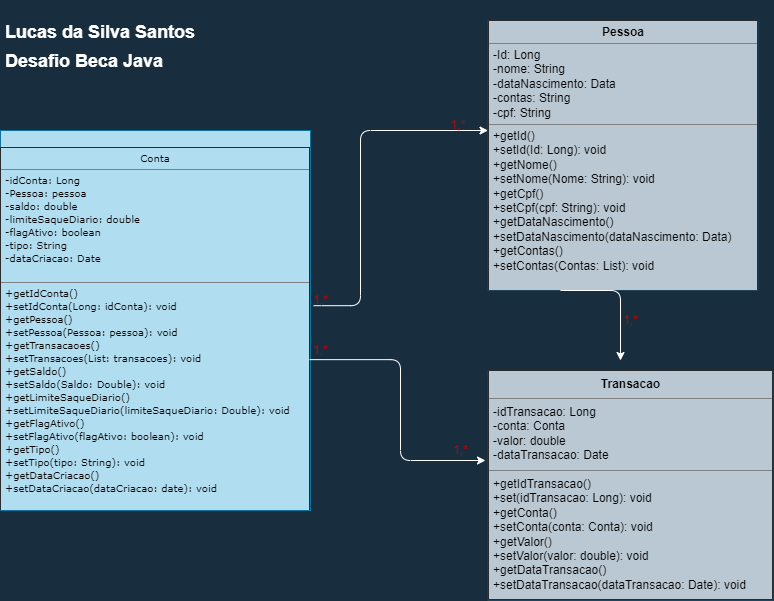 Lucas da Silva Santos
Desafio Beca Java
Pessoa
-Id: Long
-nome: String
-dataNascimento: Data
-contas: String
-cpf: String
+getId()
+setId(Id: Long): void
+getNome()
+setNome(Nome: String): void
+getCpf()
+setCpf(cpf: String): void
+getDataNascimento()
+setDataNascimento(dataNascimento: Data)
+getContas()
+setContas(Contas: List): void
1.*
Conta
-idConta: Long
-Pessoa: pessoa
-saldo: double
-limiteSaqueDiario: double
-flagAtivo: boolean
-tipo: String
-dataCriacao: Date
+getIdConta()
+setIdConta(Long: idConta): void
+getPessoa()
+setPessoa(Pessoa: pessoa): void
+getTransacaoes()
+setTransacoes(List: transacoes): void
+getSaldo()
+setSaldo(Saldo: Double): void
+getLimiteSaqueDiario()
+setLimiteSaqueDiario(limiteSaqueDiario: Double): void
+getFlagAtivo()
+setFlagAtivo(flagAtivo: boolean): void
+getTipo()
+setTipo(tipo: String): void
+getDataCriacao()
+setDataCriacao(dataCriacao: date): void
1.*
1.*
1.*
1.*
Transacao
-idTransacao: Long
-conta: Conta
-valor: double
-dataTransacao: Date
+getIdTransacao()
+set(idTransacao: Long): void
+getConta()
+setConta(conta: Conta): void
+getValor()
+setValor(valor: double): void
+getDataTransacao()
+setDataTransacao(dataTransacao: Date): void